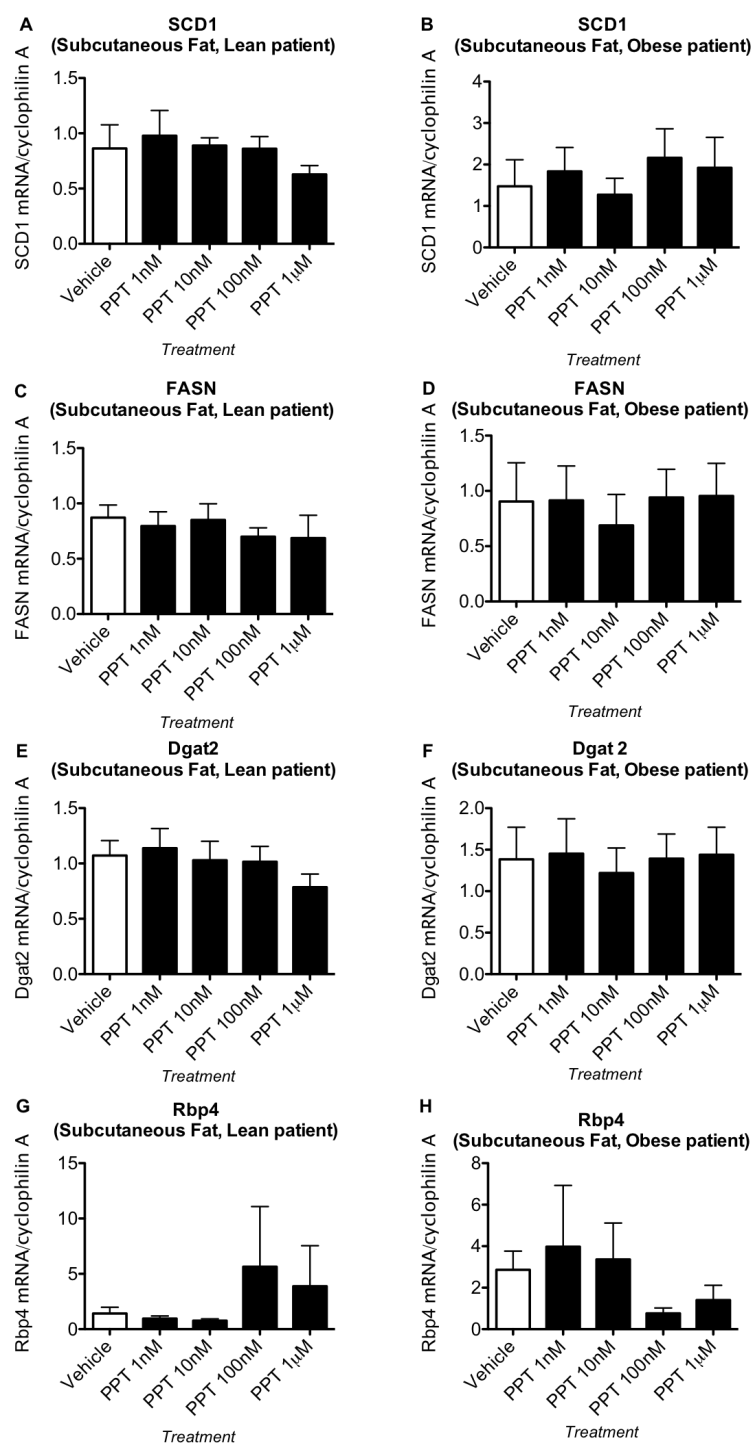 A
SCD1
(Subcutaneous Fat, Lean patient)
SCD1 mRNA/cyclophilin A
1.5
1.0
0.5
0.0
Vehicle
PPT 1nM
PPT 10nM
PPT 100nM
PPT 1μM
Treatment
B
SCD1
(Subcutaneous Fat, Obese patient)
SCD1 mRNA/cyclophilin A
4
3
2
1
0
Vehicle
PPT 1nM
PPT 10nM
PPT 100nM
PPT 1μM
Treatment
C
FASN
(Subcutaneous Fat, Lean patient)
FASN mRNA/cyclophilin A
1.5
1.0
0.5
0.0
Vehicle
PPT 1nM
PPT 10nM
PPT 100nM
PPT 1μM
Treatment
D
FASN
(Subcutaneous Fat, Obese patient)
FASN mRNA/cyclophilin A
1.5
1.0
0.5
0.0
Vehicle
PPT 1nM
PPT 10nM
PPT 100nM
PPT 1μM
Treatment
E
Dgat2
(Subcutaneous Fat, Lean patient)
Dgat2 mRNA/cyclophilin A
1.5
1.0
0.5
0.0
Vehicle
PPT 1nM
PPT 10nM
PPT 100nM
PPT 1μM
Treatment
F
Dgat 2
(Subcutaneous Fat, Obese patient)
Dgat2 mRNA/cyclophilin A
2.0
1.5
1.0
0.5
0.0
Vehicle
PPT 1nM
PPT 10nM
PPT 100nM
PPT 1μM
Treatment
G
Rbp4
(Subcutaneous Fat, Lean patient)
Rbp4 mRNA/cyclophilin A
15
10
5
0
Vehicle
PPT 1nM
PPT 10nM
PPT 100nM
PPT 1μM
Treatment
H
Rbp4
(Subcutaneous Fat, Obese patient)
Rbp4 mRNA/cyclophilin A
8
6
4
2
0
Vehicle
PPT 1nM
PPT 10nM
PPT 100nM
PPT 1μM
Treatment